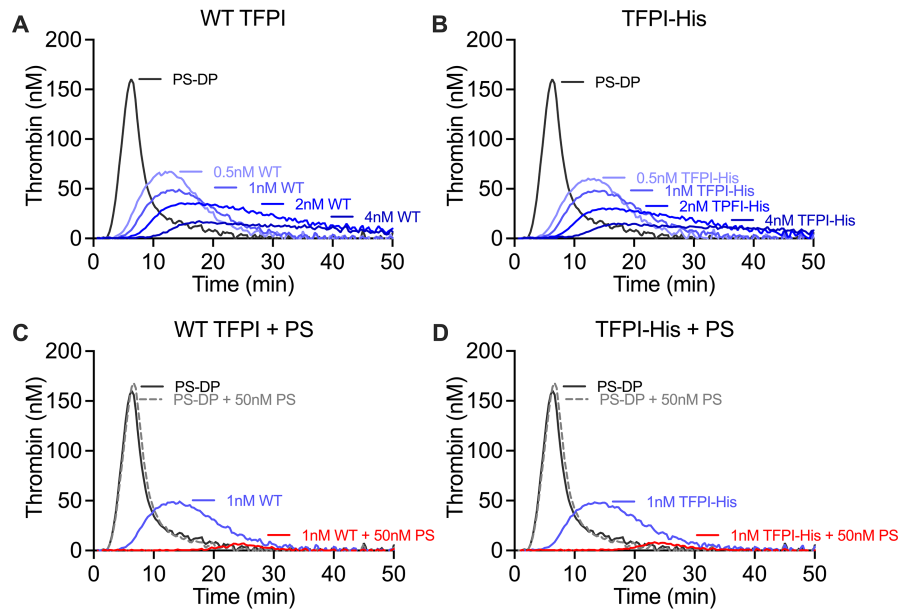 A
WT TFPI
Thrombin (nM)
200
150
100
50
0
PS-DP
0.5nM WT
1nM WT
2nM WT
4nM WT
0 10 20 30 40 50
Time (min)
B
TFPI-His
Thrombin (nM)
200
150
100
50
0
PS-DP
0.5nM TFPI-His
1nM TFPI-His
2nM TPFI-His
4nM TFPI-His
0 10 20 30 40 50
Time (min)
C
WT TFPI + PS
Thrombin (nM)
200
150
100
50
0
PS-DP
PS-DP + 50nM PS
1nM WT
1nM WT + 50nM PS
0 10 20 30 40 50
Time (min)
D
TFPI-His + PS
Thrombin (nM)
200
150
100
50
0
PS-DP
PS-DP + 50nM PS
1nM TFPI-His
1nM TFPI-His + 50nM PS
0 10 20 30 40 50
Time (min)